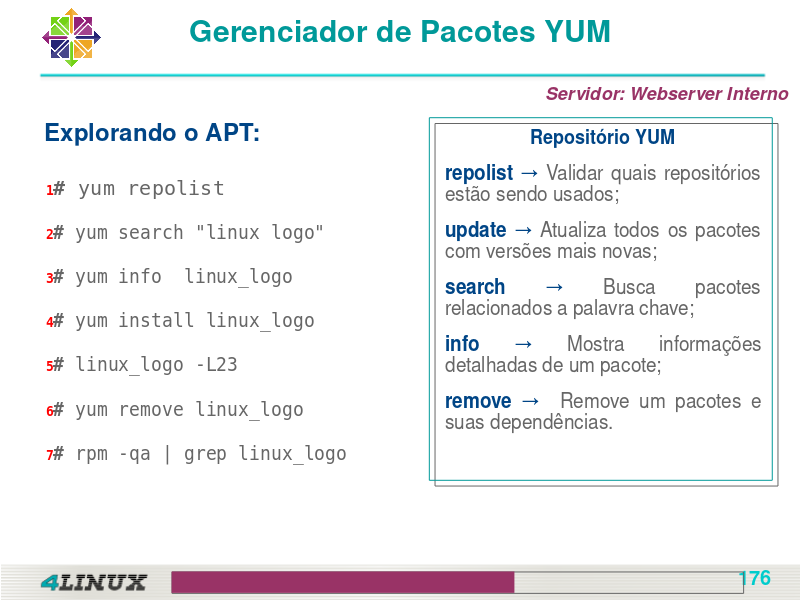 Gerenciador de Pacotes YUM
Servidor: Webserver Interno
Explorando o APT:
1# yum repolist
2# yum search "linux logo"
3# yum info  linux_logo
4# yum install linux_logo
5# linux_logo -L23
6# yum remove linux_logo
7# rpm -qa | grep linux_logo
Repositório YUM
repolist → Validar quais repositórios
estão sendo usados;
update → Atualiza todos os pacotes
com versões mais novas;
search → Busca pacotes
relacionados a palavra chave;
info → Mostra informações
detalhadas de um pacote;
remove → Remove um pacotes e
suas dependências.
4LINUX
176